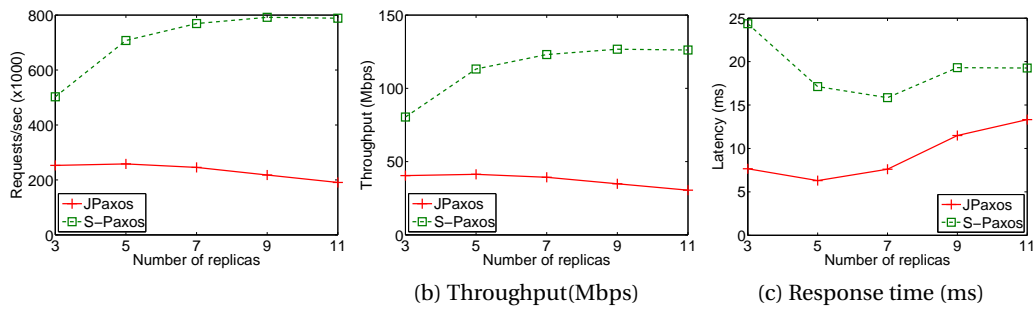 Requests/sec (x1000)
800
600
400
200
0
JPaxos
S-Paxos
3 5 7 9 11
Number of replicas
Throughput (Mbps)
150
100
50
0
JPaxos
S-Paxos
3 5 7 9 11
Number of replicas
(b) Throughput(Mbps)
Latency (ms)
25
20
15
10
5
0
JPaxos
S-Paxos
3 5 7 9 11
Number of replicas
(c) Response time (ms)